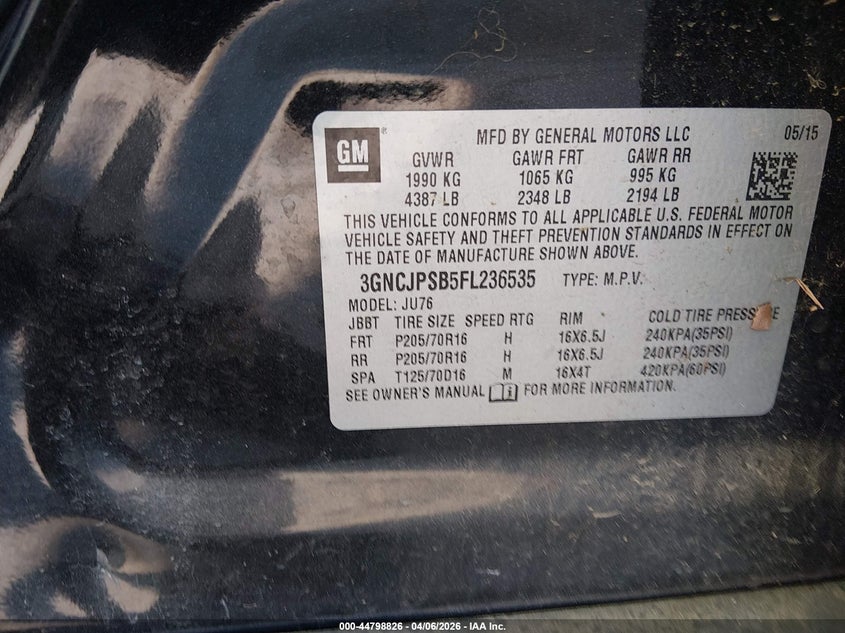 GM
MFD BY GENERAL MOTORS LLC 05/15
GVWR GAWR FRT GAWR RR
1990 KG 1065 KG 995 KG
4387 LB 2348 LB 2194 LB
THIS VEHICLE CONFORMS TO ALL APPLICABLE U.S. FEDERAL MOTOR
VEHICLE SAFETY AND THEFT PREVENTION STANDARDS IN EFFECT ON
THE DATE OF MANUFACTURE SHOWN ABOVE.
3GNCJPSB5FL236535 TYPE: M.P.V.
MODEL: JU76
JBBT TIRE SIZE SPEED RTG RIM COLD TIRE PRESSURE
FRT P205/70R16 H 16X6.5J 240KPA(35PSI)
RR P205/70R16 H 16X6.5J 240KPA(35PSI)
SPA T125/70D16 M 16X4T 420KPA(60PSI)
SEE OWNER'S MANUAL FOR MORE INFORMATION.
000-44798826 - 04/06/2026 - IAA Inc.